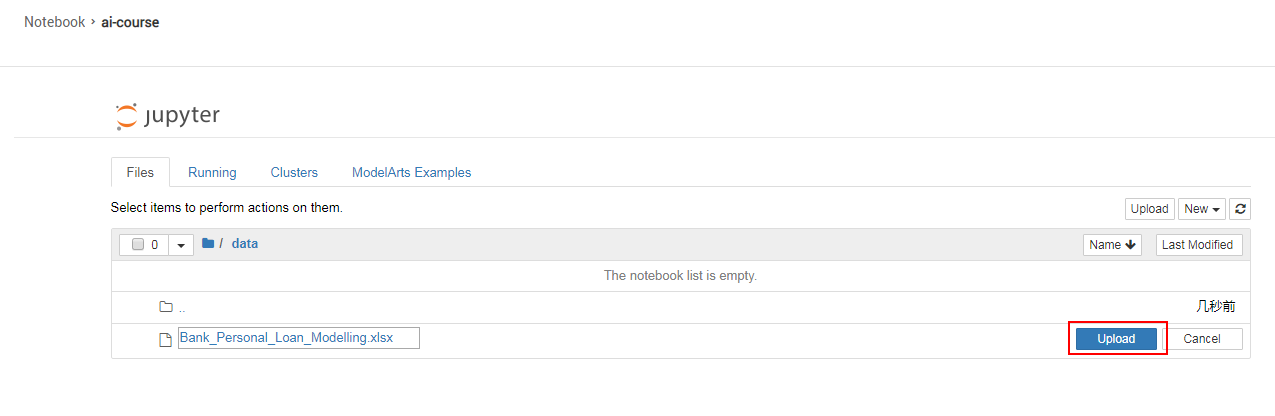 Notebook › ai-course
jupyter
Files Running Clusters ModelArts Examples
Select items to perform actions on them. Upload New
0 / data Name Last Modified
The notebook list is empty.
.. 几秒前
Bank_Personal_Loan_Modelling.xlsx Upload Cancel